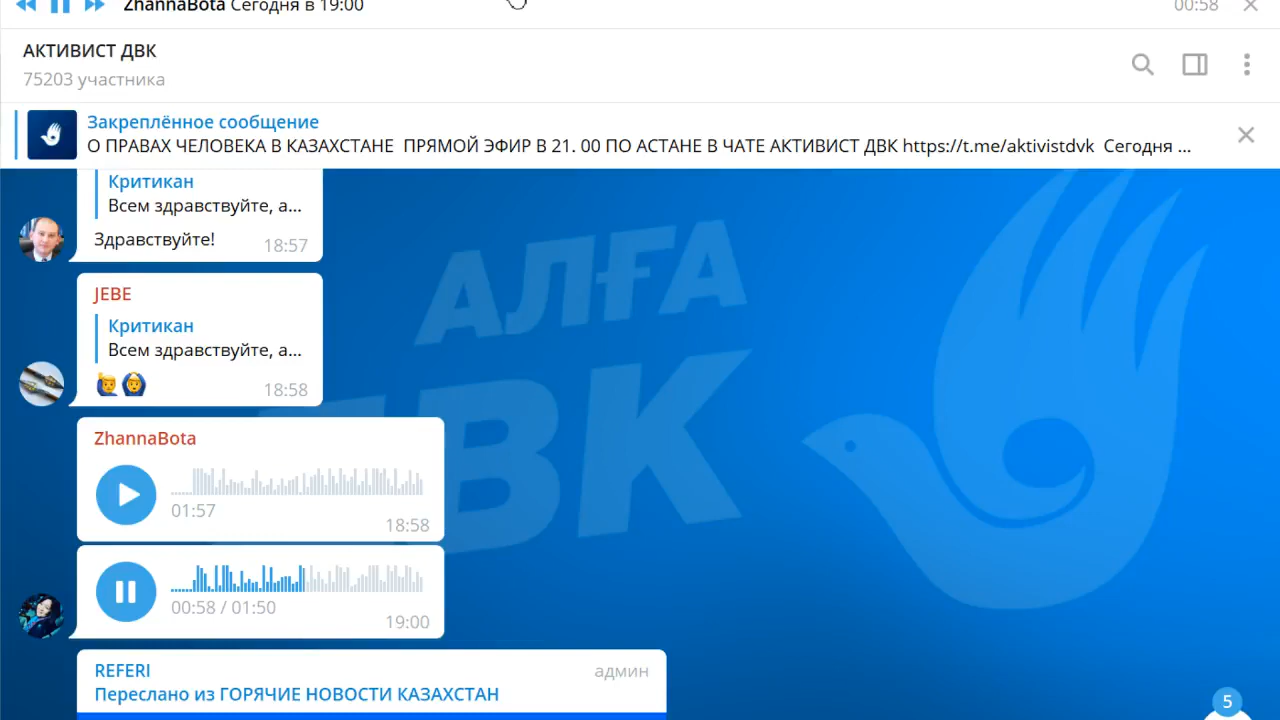 ZhannaBota Сегодня в 19:00
00:58
АКТИВИСТ ДВК
75203 участника
Закреплённое сообщение
О ПРАВАХ ЧЕЛОВЕКА В КАЗАХСТАНЕ ПРЯМОЙ ЭФИР В 21. 00 ПО АСТАНЕ В ЧАТЕ АКТИВИСТ ДВК https://t.me/aktivistdvk Сегодня ...
Критикан
Всем здравствуйте, а...
Здравствуйте!
18:57
JEBE
Критикан
Всем здравствуйте, а...
18:58
ZhannaBota
01:57
18:58
00:58 / 01:50
19:00
REFERI
админ
Переслано из ГОРЯЧИЕ НОВОСТИ КАЗАХСТАН
АЛҒА
ДВК
5